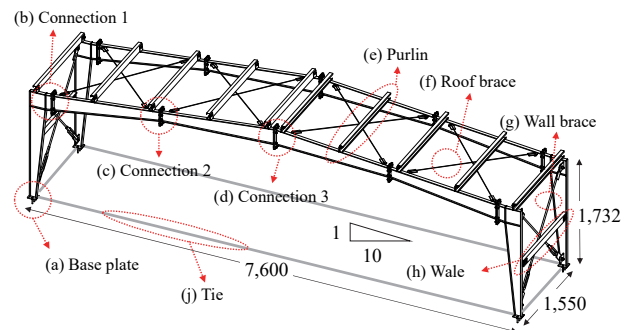 (b) Connection 1
(e) Purlin
(f) Roof brace
(g) Wall brace
(c) Connection 2
(d) Connection 3
1
10
1,732
(a) Base plate
7,600
(h) Wale
(j) Tie
1,550